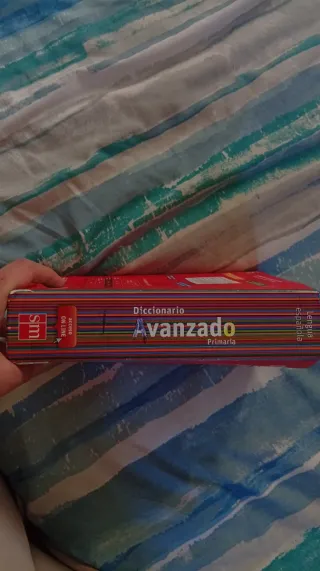 sm
Diccionario
Avanzado
Primaria
Lengua
española